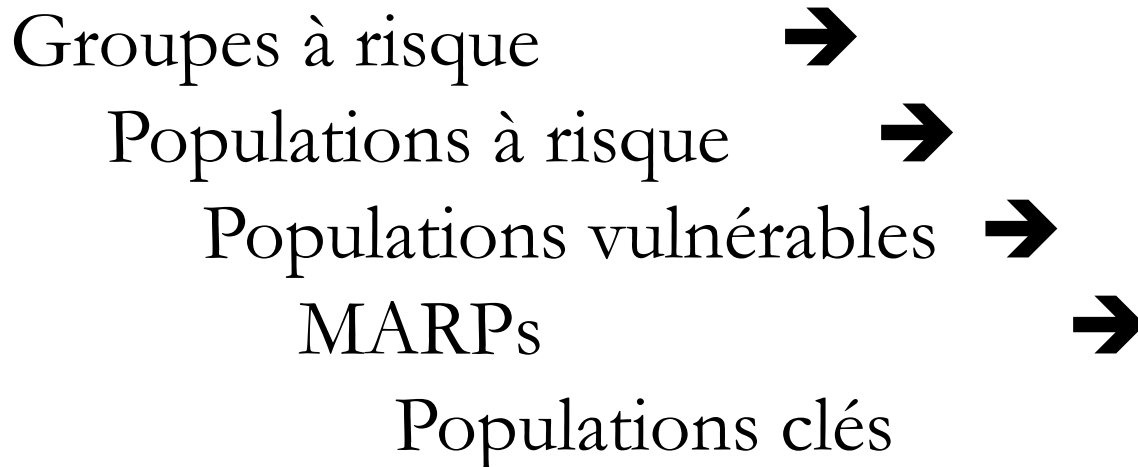 Groupes à risque ➔
Populations à risque ➔
Populations vulnérables ➔
MARPs ➔
Populations clés